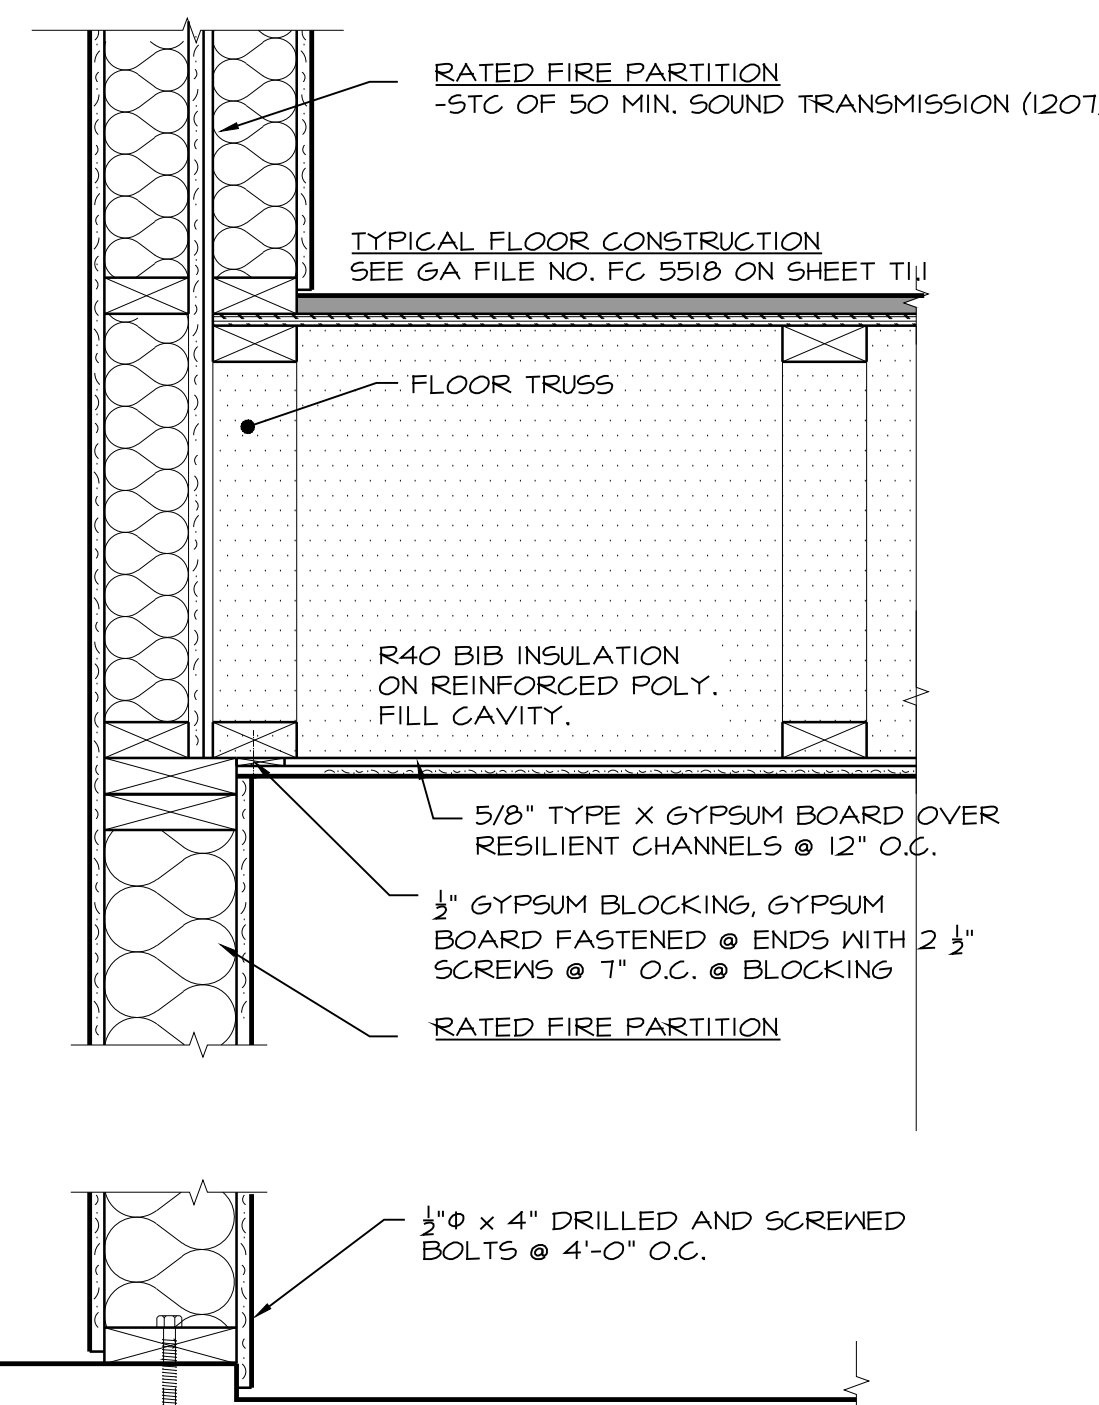 RATED FIRE PARTITION
-STC OF 50 MIN. SOUND TRANSMISSION (1207
TYPICAL FLOOR CONSTRUCTION
SEE GA FILE NO. FC 5518 ON SHEET T1.1
FLOOR TRUSS
R40 BIB INSULATION
ON REINFORCED POLY.
FILL CAVITY.
5/8" TYPE X GYPSUM BOARD OVER
RESILIENT CHANNELS @ 12" O.C.
1/2" GYPSUM BLOCKING, GYPSUM
BOARD FASTENED @ ENDS WITH 2 1/2"
SCREWS @ 7" O.C. @ BLOCKING
RATED FIRE PARTITION
1/2"Φ x 4" DRILLED AND SCREWED
BOLTS @ 4'-0" O.C.